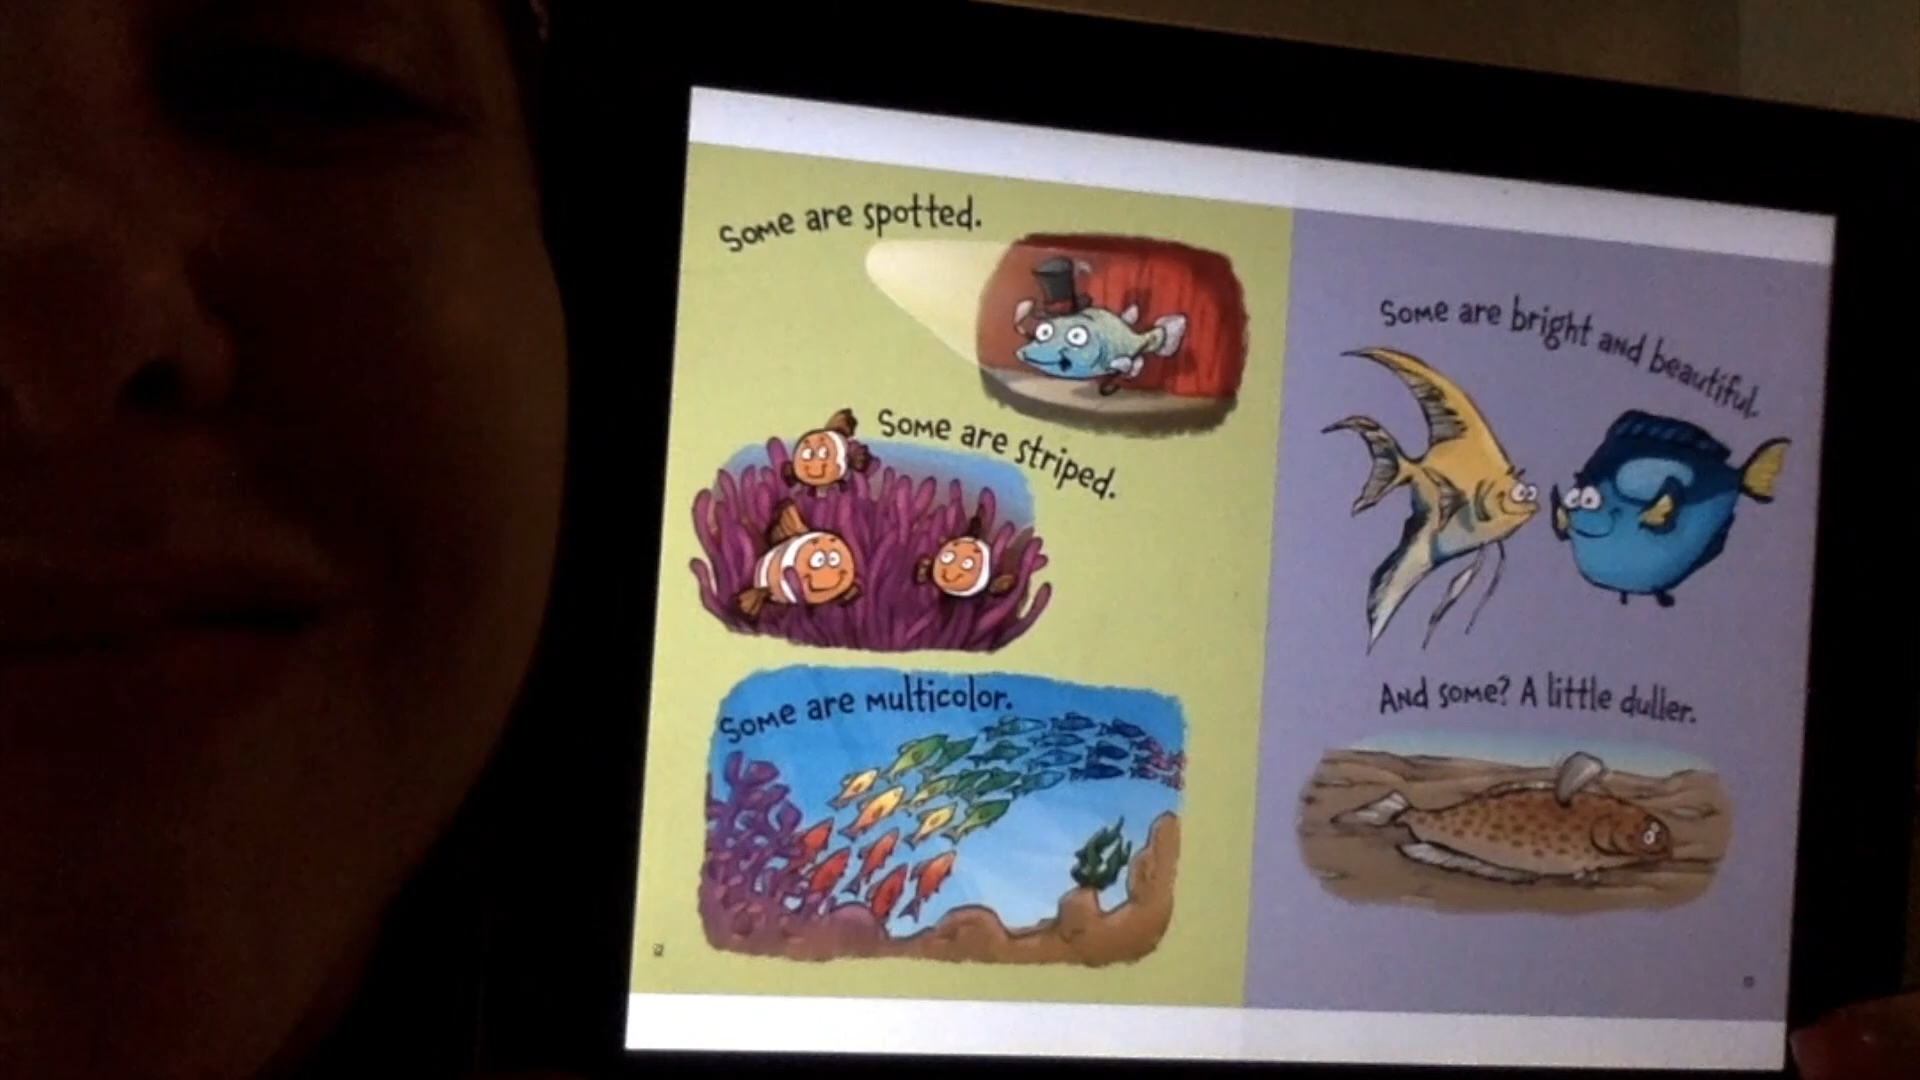 Some are spotted.
Some are striped.
Some are multicolor.
Some are bright and beautiful.
And some? A little duller.